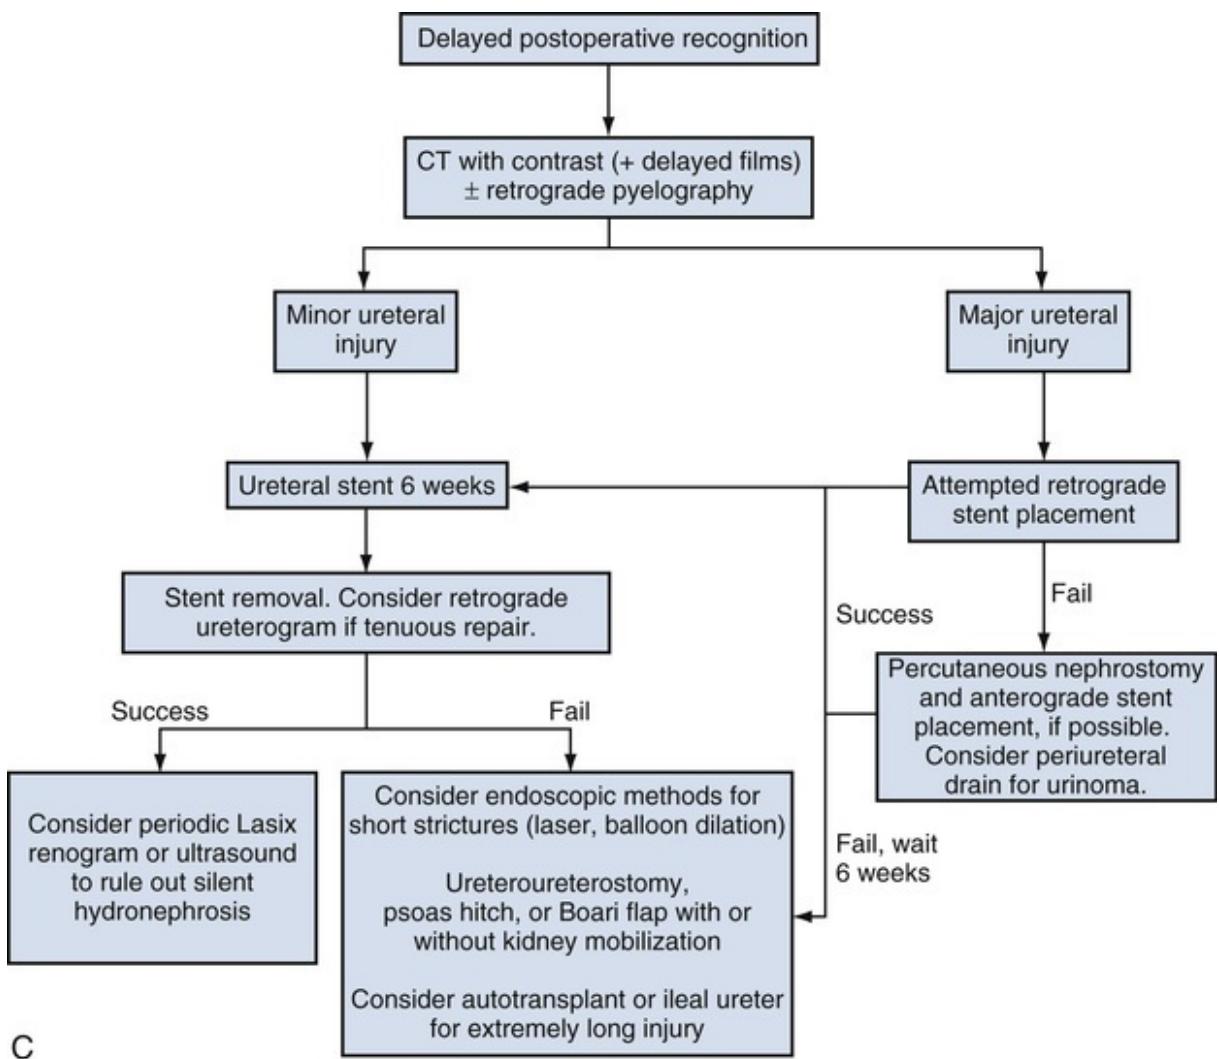 Delayed postoperative recognition
CT with contrast (+ delayed films)
± retrograde pyelography
Minor ureteral
injury
Major ureteral
injury
Ureteral stent 6 weeks
Attempted retrograde
stent placement
Stent removal. Consider retrograde
ureterogram if tenuous repair.
Success
Fail
Percutaneous nephrostomy
and anterograde stent
placement, if possible.
Consider periureteral
drain for urinoma.
Success
Fail
Consider periodic Lasix
renogram or ultrasound
to rule out silent
hydronephrosis
Consider endoscopic methods for
short strictures (laser, balloon dilation)
Ureteroureterostomy,
psoas hitch, or Boari flap with or
without kidney mobilization
Consider autotransplant or ileal ureter
for extremely long injury
Fail, wait
6 weeks
C